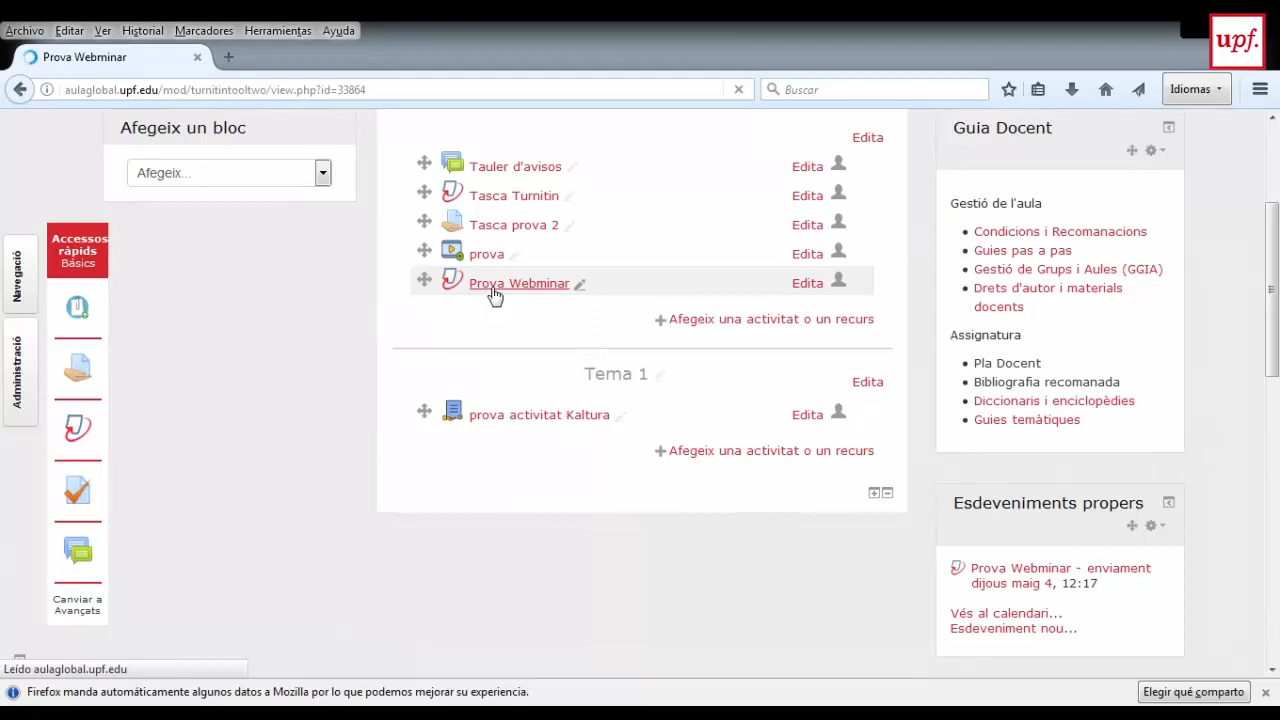 Archivo Editar Ver Historial Marcadores Herramientas Ayuda
upf.
Prova Webminar
aulaglobal.upf.edu/mod/turnitintooltwo/view.php?id=33864
Buscar
Idiomas
Afegeix un bloc
Afegeix...
Accessos
ràpids
Bàsics
Navegació
Administració
Canviar a
Avançats
Edita
Tauler d'avisos Edita
Tasca Turnitin Edita
Tasca prova 2 Edita
prova Edita
Prova Webminar Edita
Afegeix una activitat o un recurs
Tema 1
Edita
prova activitat Kaltura Edita
Afegeix una activitat o un recurs
Guia Docent
Gestió de l'aula
Condicions i Recomanacions
Guies pas a pas
Gestió de Grups i Aules (GGIA)
Drets d'autor i materials
docents
Assignatura
Pla Docent
Bibliografia recomanada
Diccionaris i enciclopèdies
Guies temàtiques
Esdeveniments propers
Prova Webminar - enviament
dijous maig 4, 12:17
Vés al calendari...
Esdeveniment nou...
Leído aulaglobal.upf.edu
Firefox manda automáticamente algunos datos a Mozilla por lo que podemos mejorar su experiencia.
Elegir qué comparto